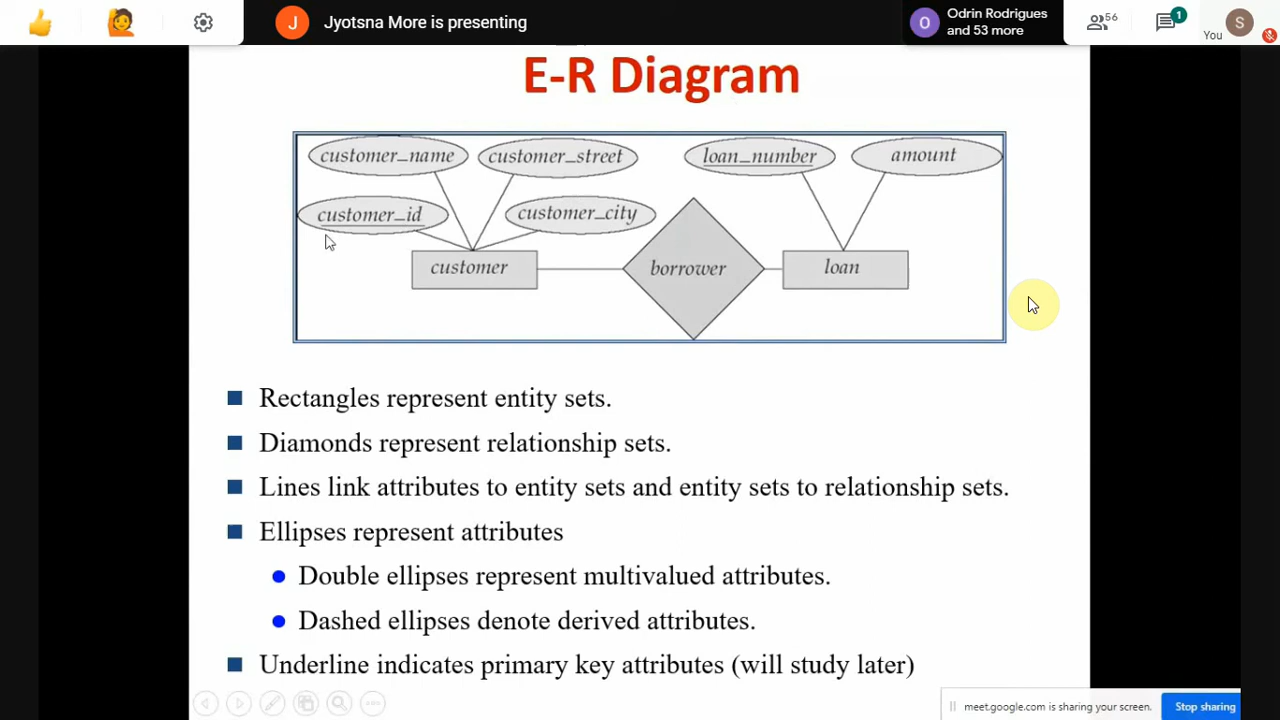 J
Jyotsna More is presenting
O
Odrin Rodrigues
and 53 more
56
1
You
S
E-R Diagram
customer_name
customer_street
loan_number
amount
customer_id
customer_city
customer
borrower
loan
Rectangles represent entity sets.
Diamonds represent relationship sets.
Lines link attributes to entity sets and entity sets to relationship sets.
Ellipses represent attributes
Double ellipses represent multivalued attributes.
Dashed ellipses denote derived attributes.
Underline indicates primary key attributes (will study later)
meet.google.com is sharing your screen.
Stop sharing